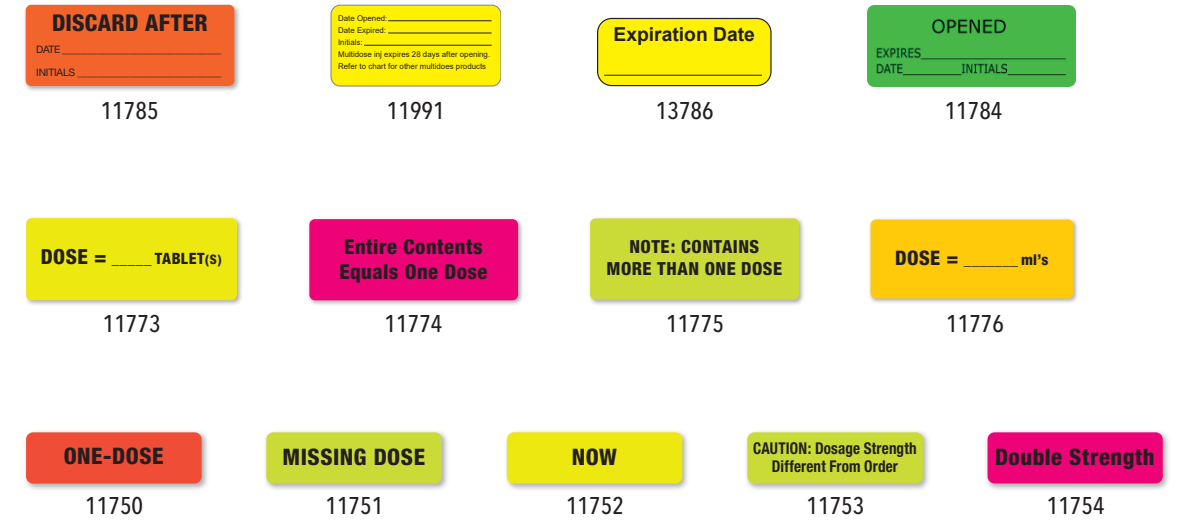 DISCARD AFTER
DATE
INITIALS
11785
Date Opened:
Date Expired:
Initials:
Multidose inj expires 28 days after opening.
Refer to chart for other multidoes products
11991
Expiration Date
13786
OPENED
EXPIRES
DATE INITIALS
11784
DOSE = _____ TABLET(S)
11773
Entire Contents
Equals One Dose
11774
NOTE: CONTAINS
MORE THAN ONE DOSE
11775
DOSE = _______ ml's
11776
ONE-DOSE
11750
MISSING DOSE
11751
NOW
11752
CAUTION: Dosage Strength
Different From Order
11753
Double Strength
11754